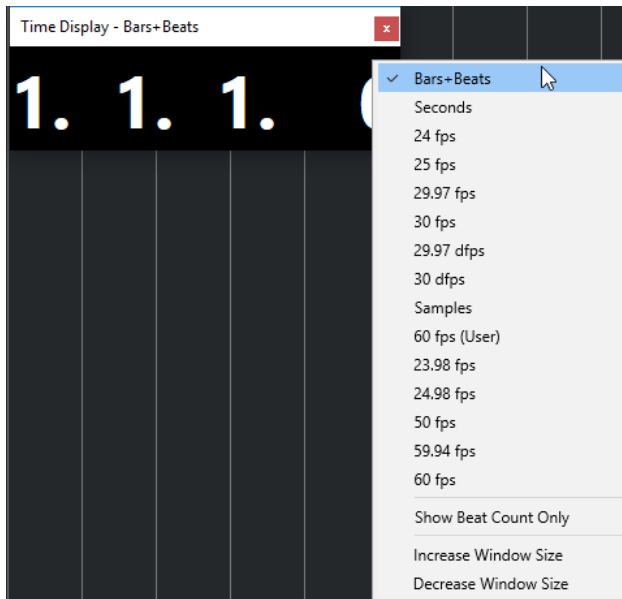 Time Display - Bars+Beats
x
1. 1. 1.
Bars+Beats
Seconds
24 fps
25 fps
29.97 fps
30 fps
29.97 dfps
30 dfps
Samples
60 fps (User)
23.98 fps
24.98 fps
50 fps
59.94 fps
60 fps
Show Beat Count Only
Increase Window Size
Decrease Window Size